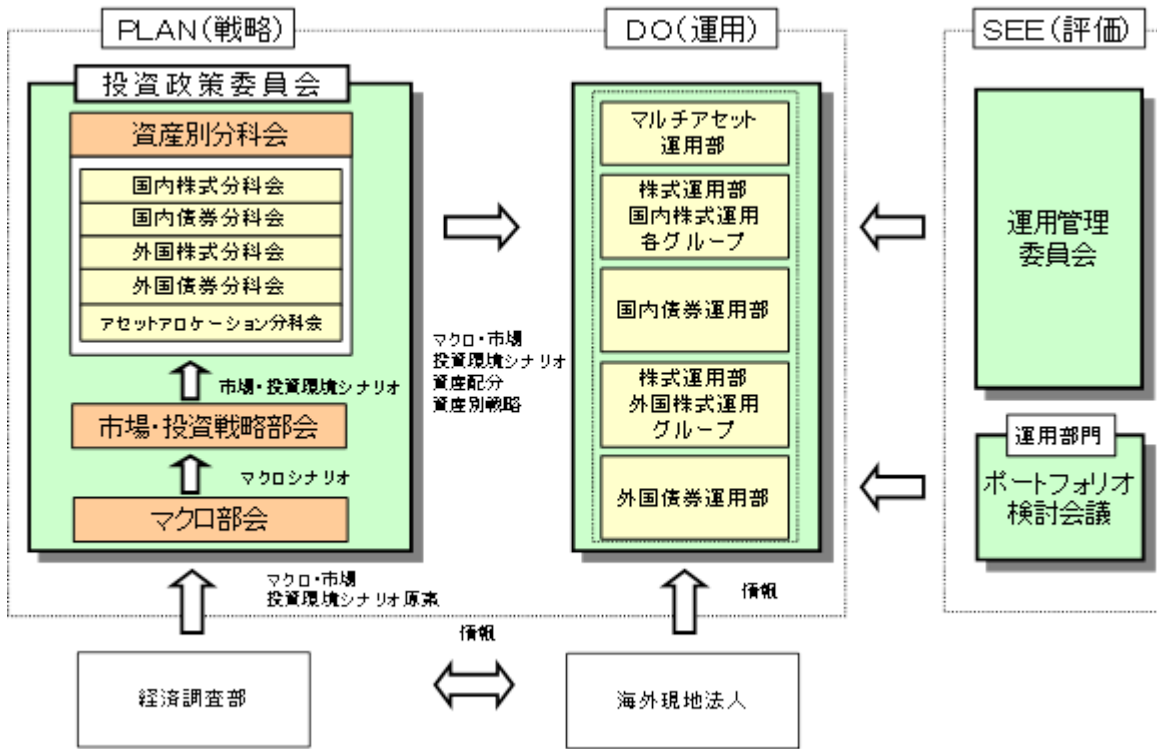 PLAN(戦略)
投資政策委員会
資産別分科会
国内株式分科会
国内債券分科会
外国株式分科会
外国債券分科会
アセットアロケーション分科会
市場・投資環境シナリオ
市場・投資戦略部会
マクロシナリオ
マクロ部会
マクロ・市場
投資環境シナリオ原案
経済調査部
マクロ・市場
投資環境シナリオ
資産配分
資産別戦略
情報
DO(運用)
マルチアセット
運用部
株式運用部
国内株式運用
各グループ
国内債券運用部
株式運用部
外国株式運用
グループ
外国債券運用部
情報
海外現地法人
SEE(評価)
運用管理
委員会
運用部門
ポートフォリオ
検討会議